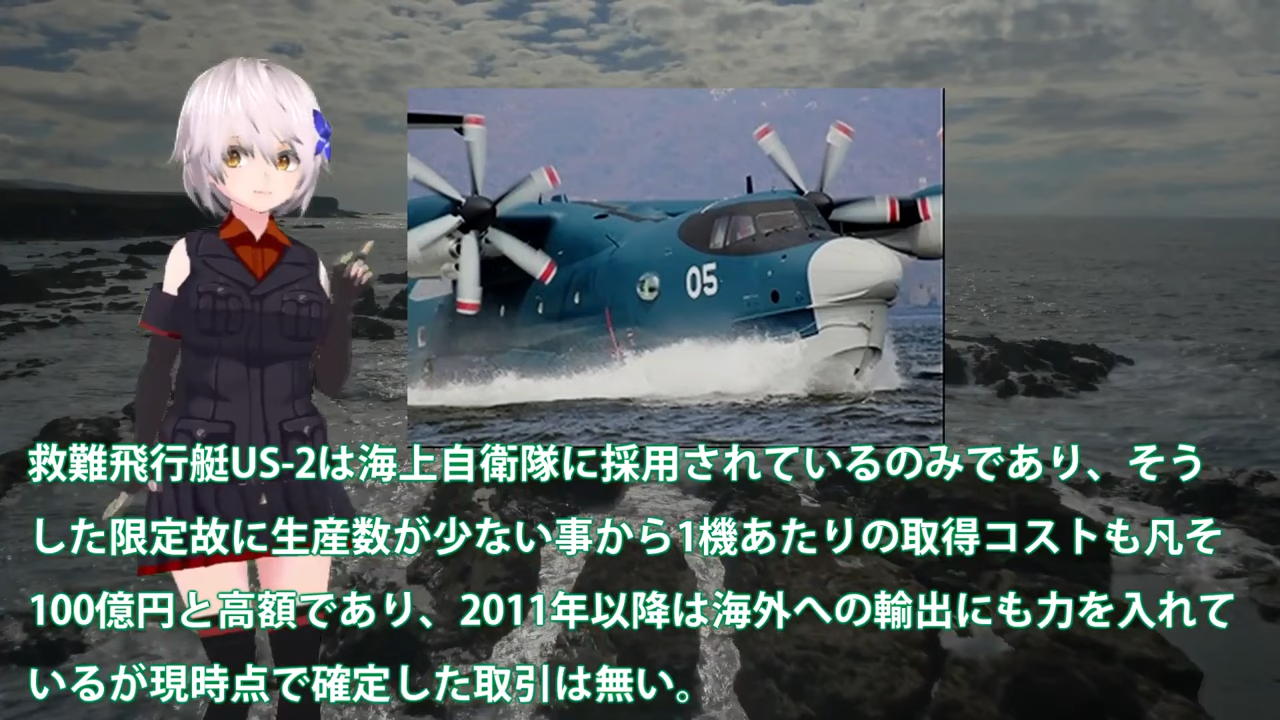 05
救難飛行艇US-2は海上自衛隊に採用されているのみであり、そう
した限定故に生産数が少ない事から1機あたりの取得コストも凡そ
100億円と高額であり、2011年以降は海外への輸出にも力を入れて
いるが現時点で確定した取引は無い。